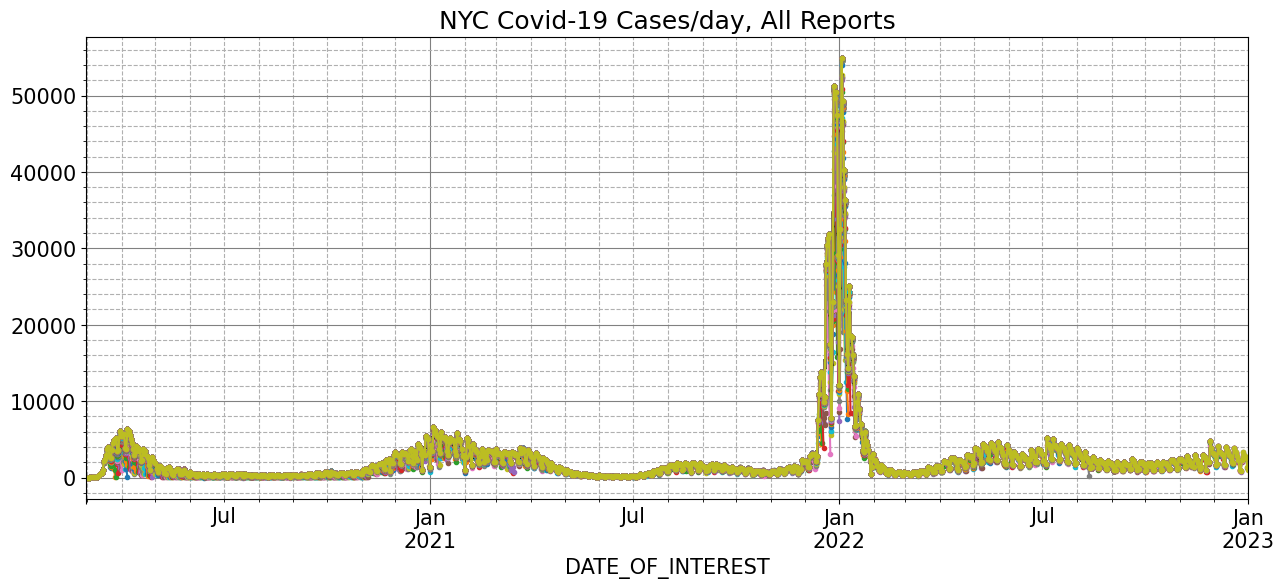 NYC Covid-19 Cases/day, All Reports
50000
40000
30000
20000
10000
0
Jul
Jan
2021
Jul
Jan
2022
Jul
Jan
2023
DATE_OF_INTEREST